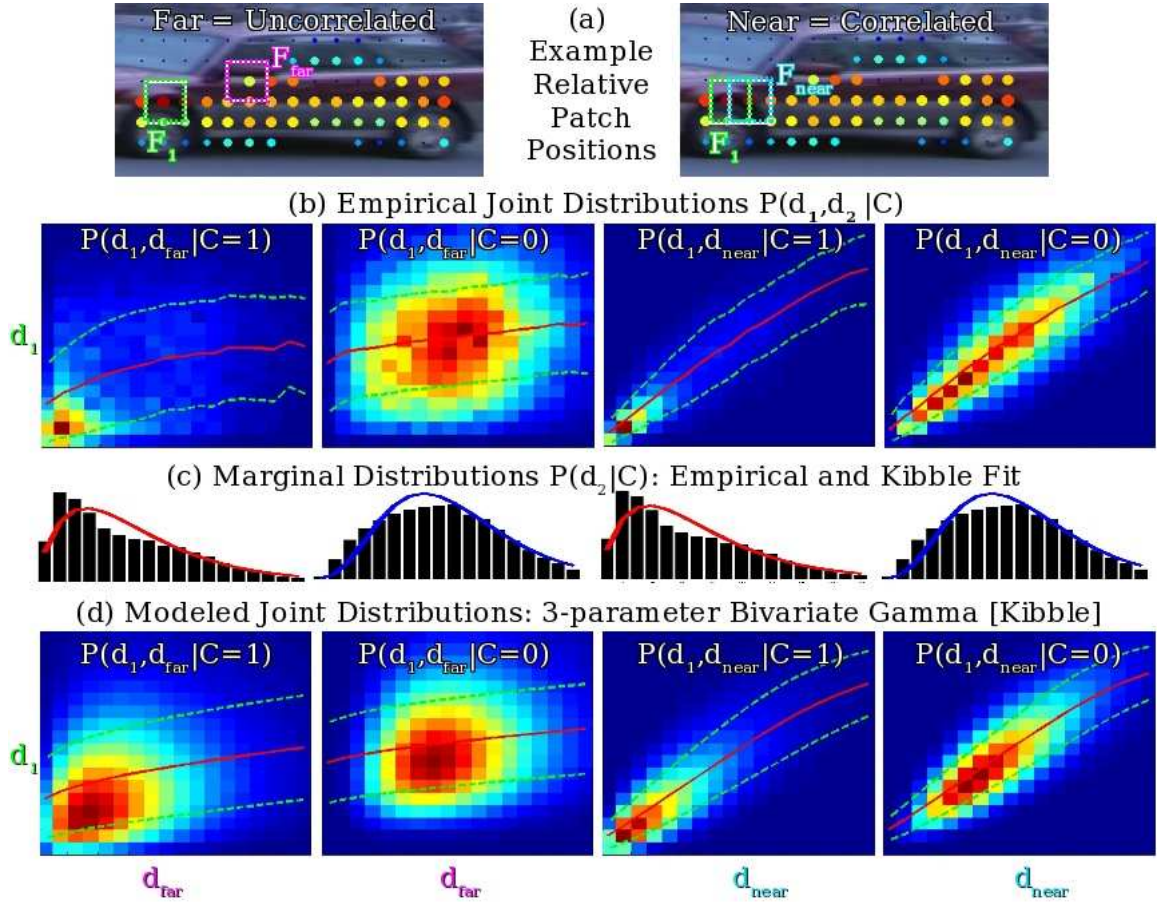 Far = Uncorrelated
(a)
Near = Correlated
F_far
F_1
Example
Relative
Patch
Positions
F_near
F_1
(b) Empirical Joint Distributions P(d_1,d_2|C)
P(d_1,d_far|C=1)
P(d_1,d_far|C=0)
P(d_1,d_near|C=1)
P(d_1,d_near|C=0)
d_1
(c) Marginal Distributions P(d_2|C): Empirical and Kibble Fit
(d) Modeled Joint Distributions: 3-parameter Bivariate Gamma [Kibble]
P(d_1,d_far|C=1)
P(d_1,d_far|C=0)
P(d_1,d_near|C=1)
P(d_1,d_near|C=0)
d_1
d_far
d_far
d_near
d_near